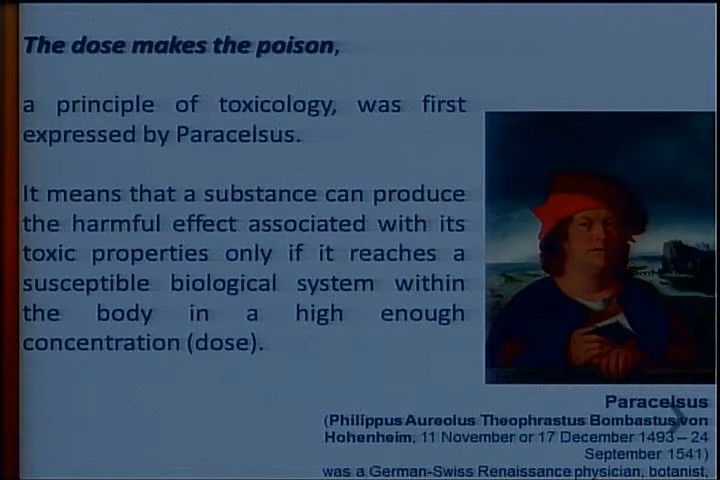 The dose makes the poison,
a principle of toxicology, was first
expressed by Paracelsus.
It means that a substance can produce
the harmful effect associated with its
toxic properties only if it reaches a
susceptible biological system within
the body in a high enough
concentration (dose).
Paracelsus
(Philippus Aureolus Theophrastus Bombastus von
Hohenheim, 11 November or 17 December 1493 – 24
September 1541)
was a German-Swiss Renaissance physician, botanist,